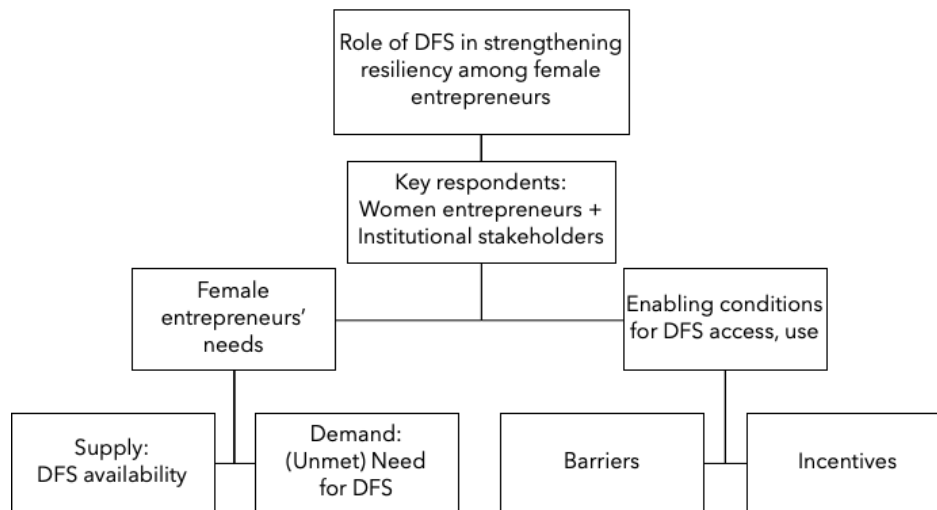 Role of DFS in strengthening
resiliency among female
entrepreneurs
Key respondents:
Women entrepreneurs +
Institutional stakeholders
Female
entrepreneurs’
needs
Enabling conditions
for DFS access, use
Supply:
DFS availability
Demand:
(Unmet) Need
for DFS
Barriers
Incentives